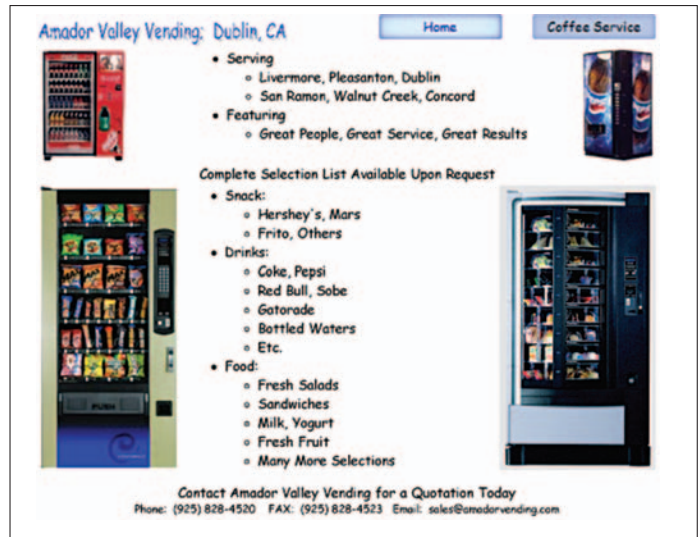 Amador Valley Vending: Dublin, CA
Home
Coffee Service
• Serving
o Livermore, Pleasanton, Dublin
o San Ramon, Walnut Creek, Concord
• Featuring
o Great People, Great Service, Great Results
Complete Selection List Available Upon Request
• Snack:
o Hershey's, Mars
o Frito, Others
• Drinks:
o Coke, Pepsi
o Red Bull, Sobe
o Gatorade
o Bottled Waters
o Etc.
• Food:
o Fresh Salads
o Sandwiches
o Milk, Yogurt
o Fresh Fruit
o Many More Selections
PUSH
Contact Amador Valley Vending for a Quotation Today
Phone: (925) 828-4520 FAX: (925) 828-4523 Email: sales@amadorvending.com